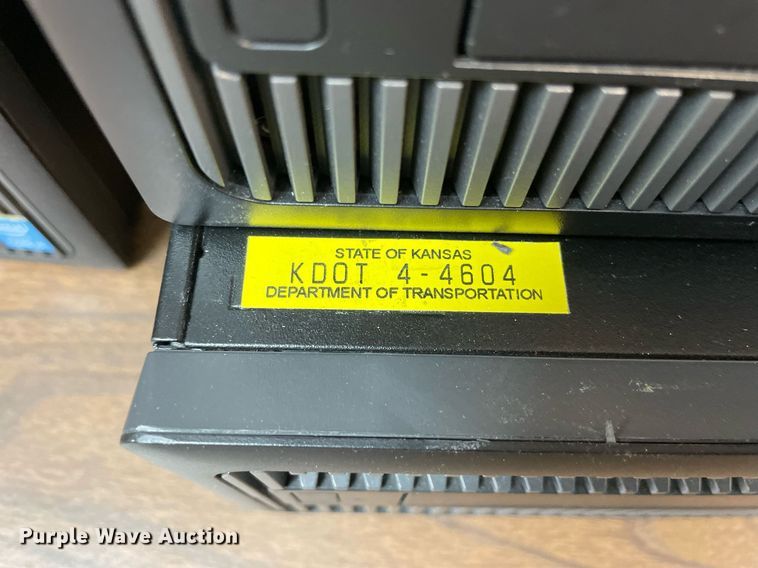 STATE OF KANSAS
KDOT 4-4604
DEPARTMENT OF TRANSPORTATION
Purple Wave Auction